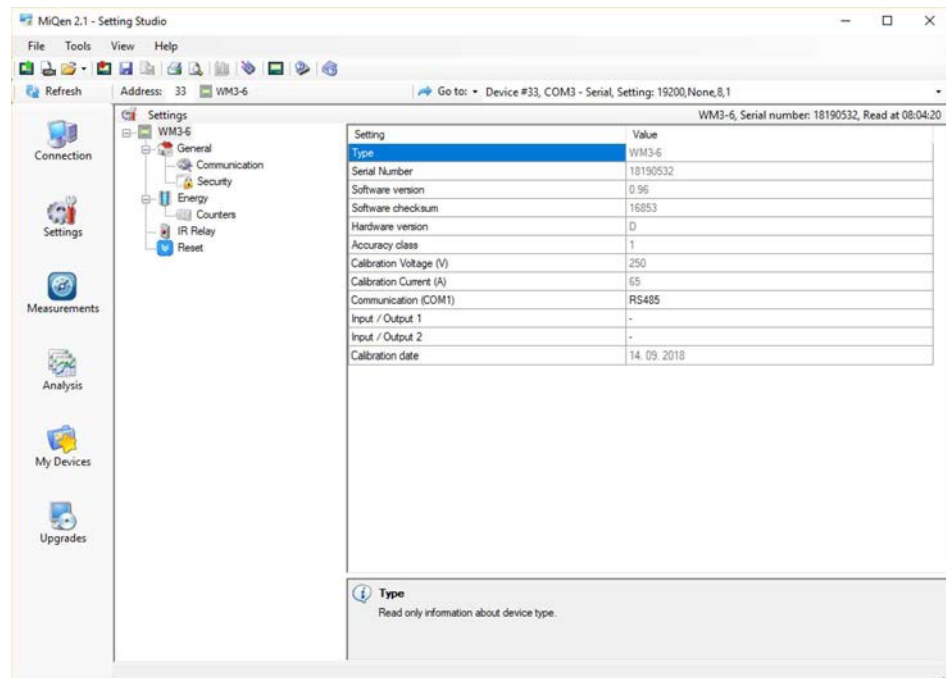 MiQen 2.1 - Setting Studio
File Tools View Help
Refresh Address: 33 WM3-6 Go to: Device #33, COM3 - Serial, Setting: 19200,None,8,1
Settings WM3-6, Serial number: 18190532, Read at 08:04:20
Connection
Settings
Measurements
Analysis
My Devices
Upgrades
WM3-6
General
Communication
Security
Energy
Counters
IR Relay
Reset
Setting Value
Type WM3-6
Serial Number 18190532
Software version 0.96
Software checksum 16853
Hardware version D
Accuracy class 1
Calibration Voltage (V) 250
Calibration Current (A) 65
Communication (COM1) RS485
Input / Output 1 -
Input / Output 2 -
Calibration date 14. 09. 2018
Type
Read only information about device type.